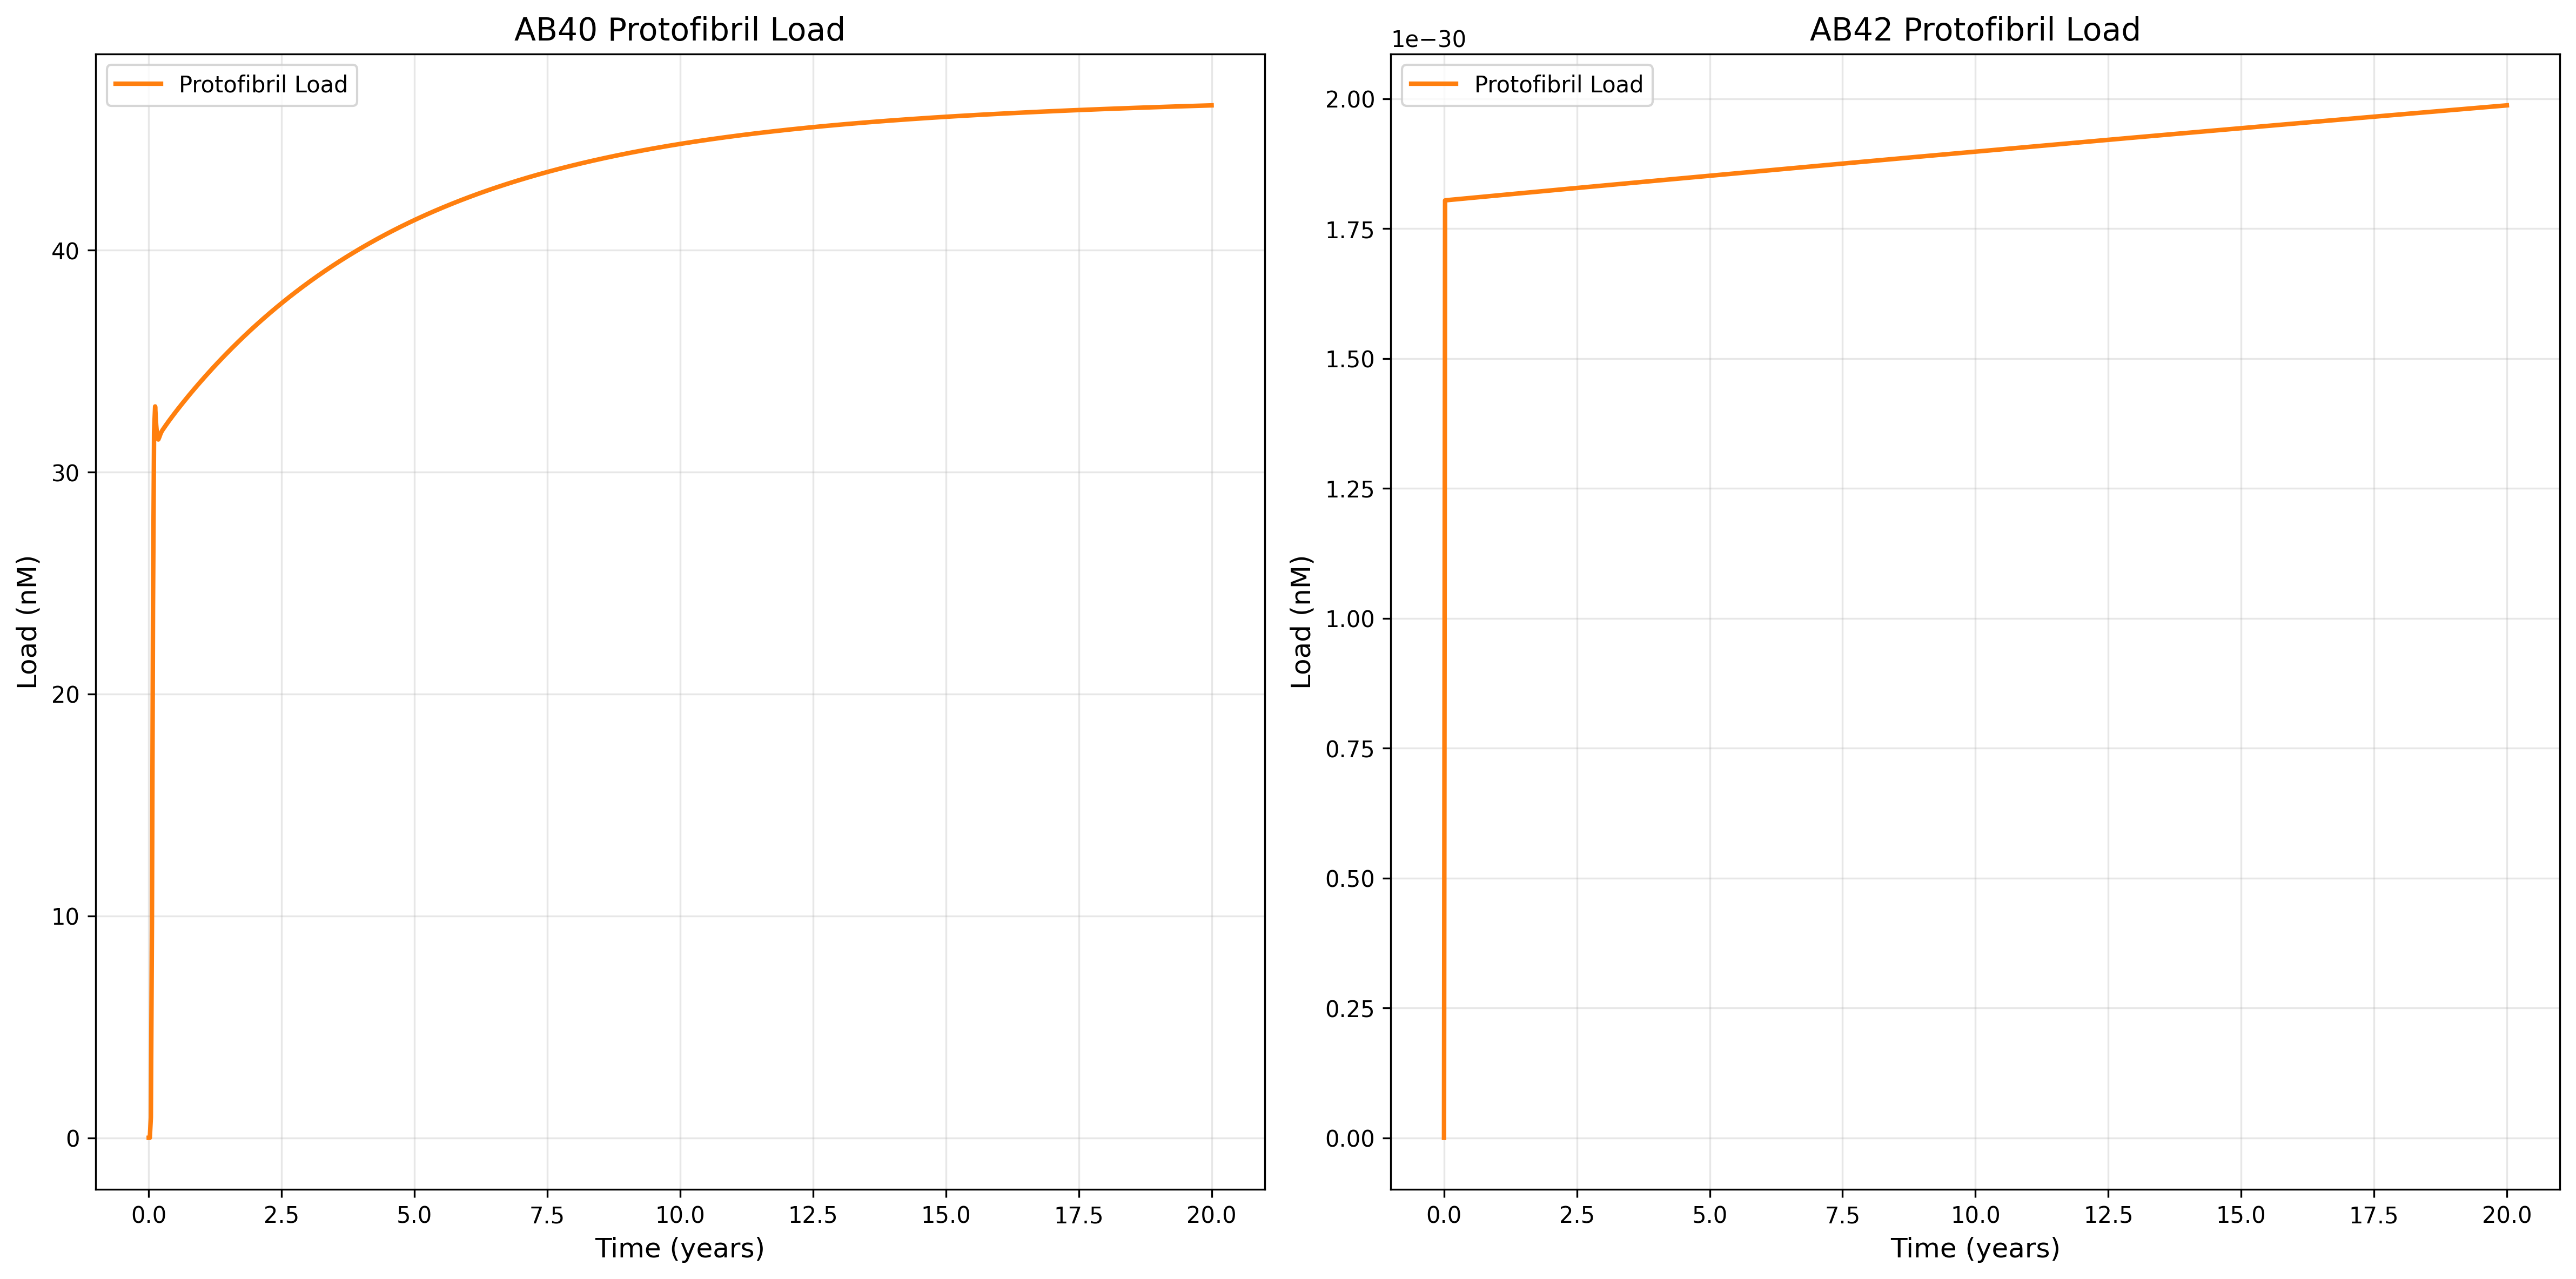 AB40 Protofibril Load
Protofibril Load
Load (nM)
40
30
20
10
0
0.0 2.5 5.0 7.5 10.0 12.5 15.0 17.5 20.0
Time (years)
AB42 Protofibril Load
1e−30
Protofibril Load
Load (nM)
2.00
1.75
1.50
1.25
1.00
0.75
0.50
0.25
0.00
0.0 2.5 5.0 7.5 10.0 12.5 15.0 17.5 20.0
Time (years)